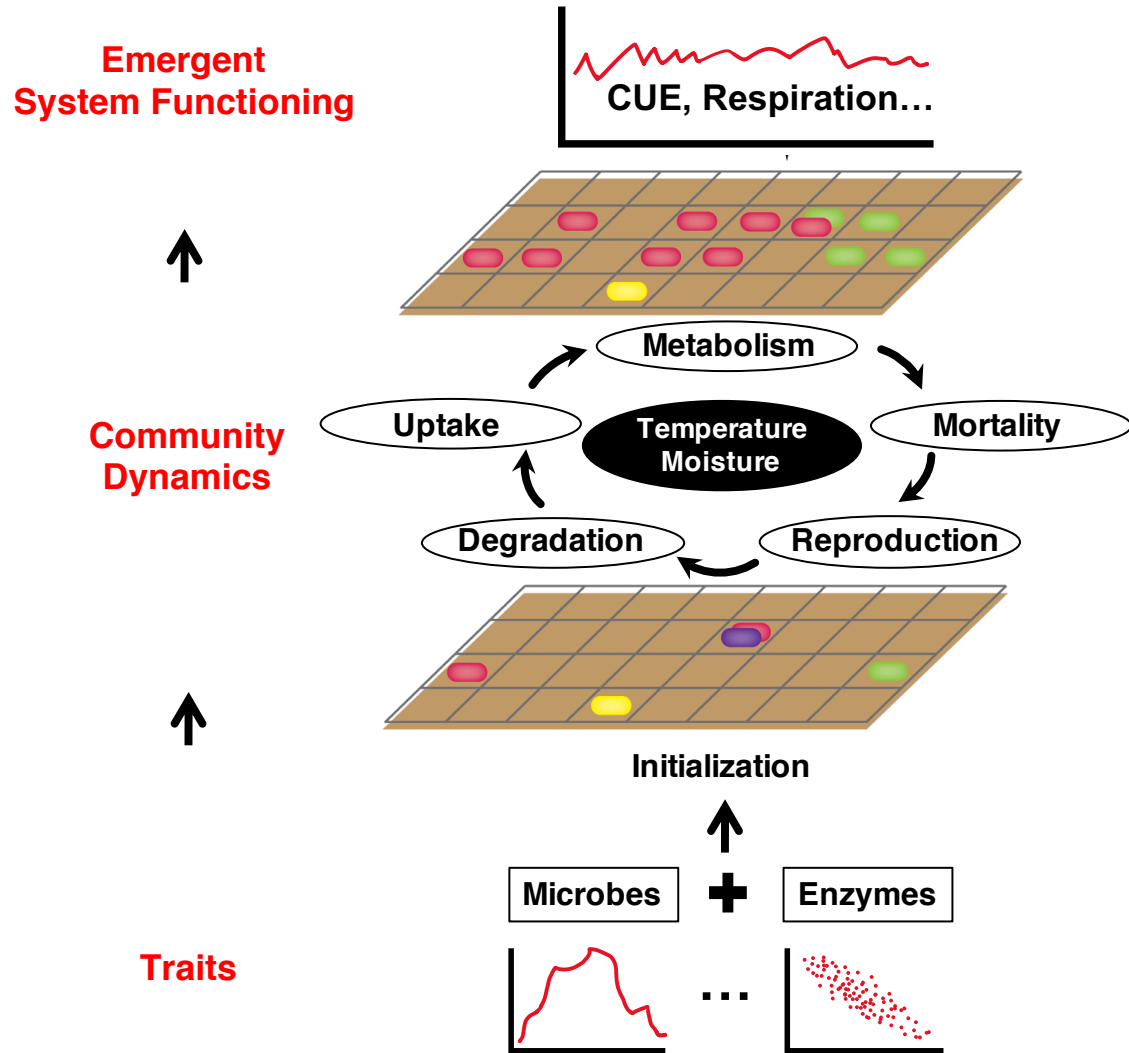 Emergent
System Functioning
CUE, Respiration...
Metabolism
Uptake
Temperature
Moisture
Mortality
Community
Dynamics
Degradation
Reproduction
Initialization
Microbes
+
Enzymes
Traits
...